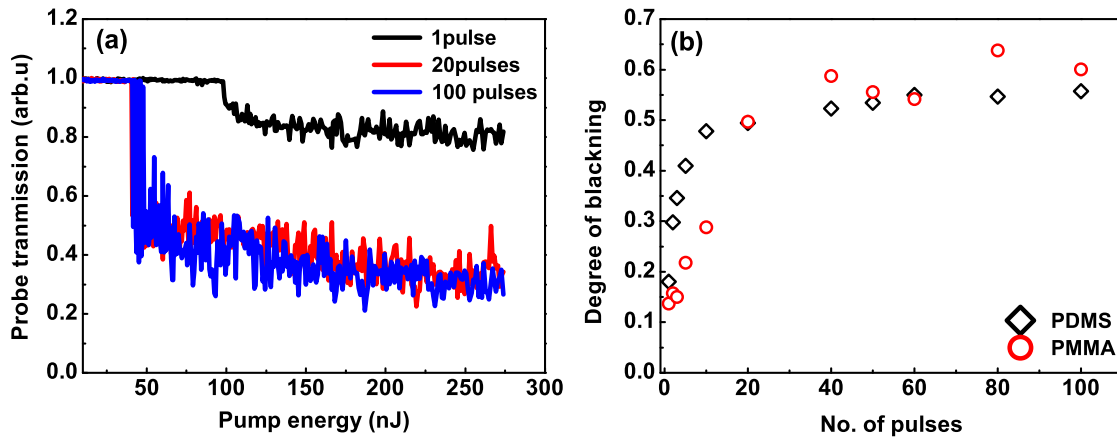 (a)
1pulse
20pulses
100 pulses
Probe tranmission (arb.u)
1.2
1.0
0.8
0.6
0.4
0.2
0.0
50 100 150 200 250 300
Pump energy (nJ)
(b)
Degree of blackning
0.7
0.6
0.5
0.4
0.3
0.2
0.1
0.0
PDMS
PMMA
0 20 40 60 80 100
No. of pulses